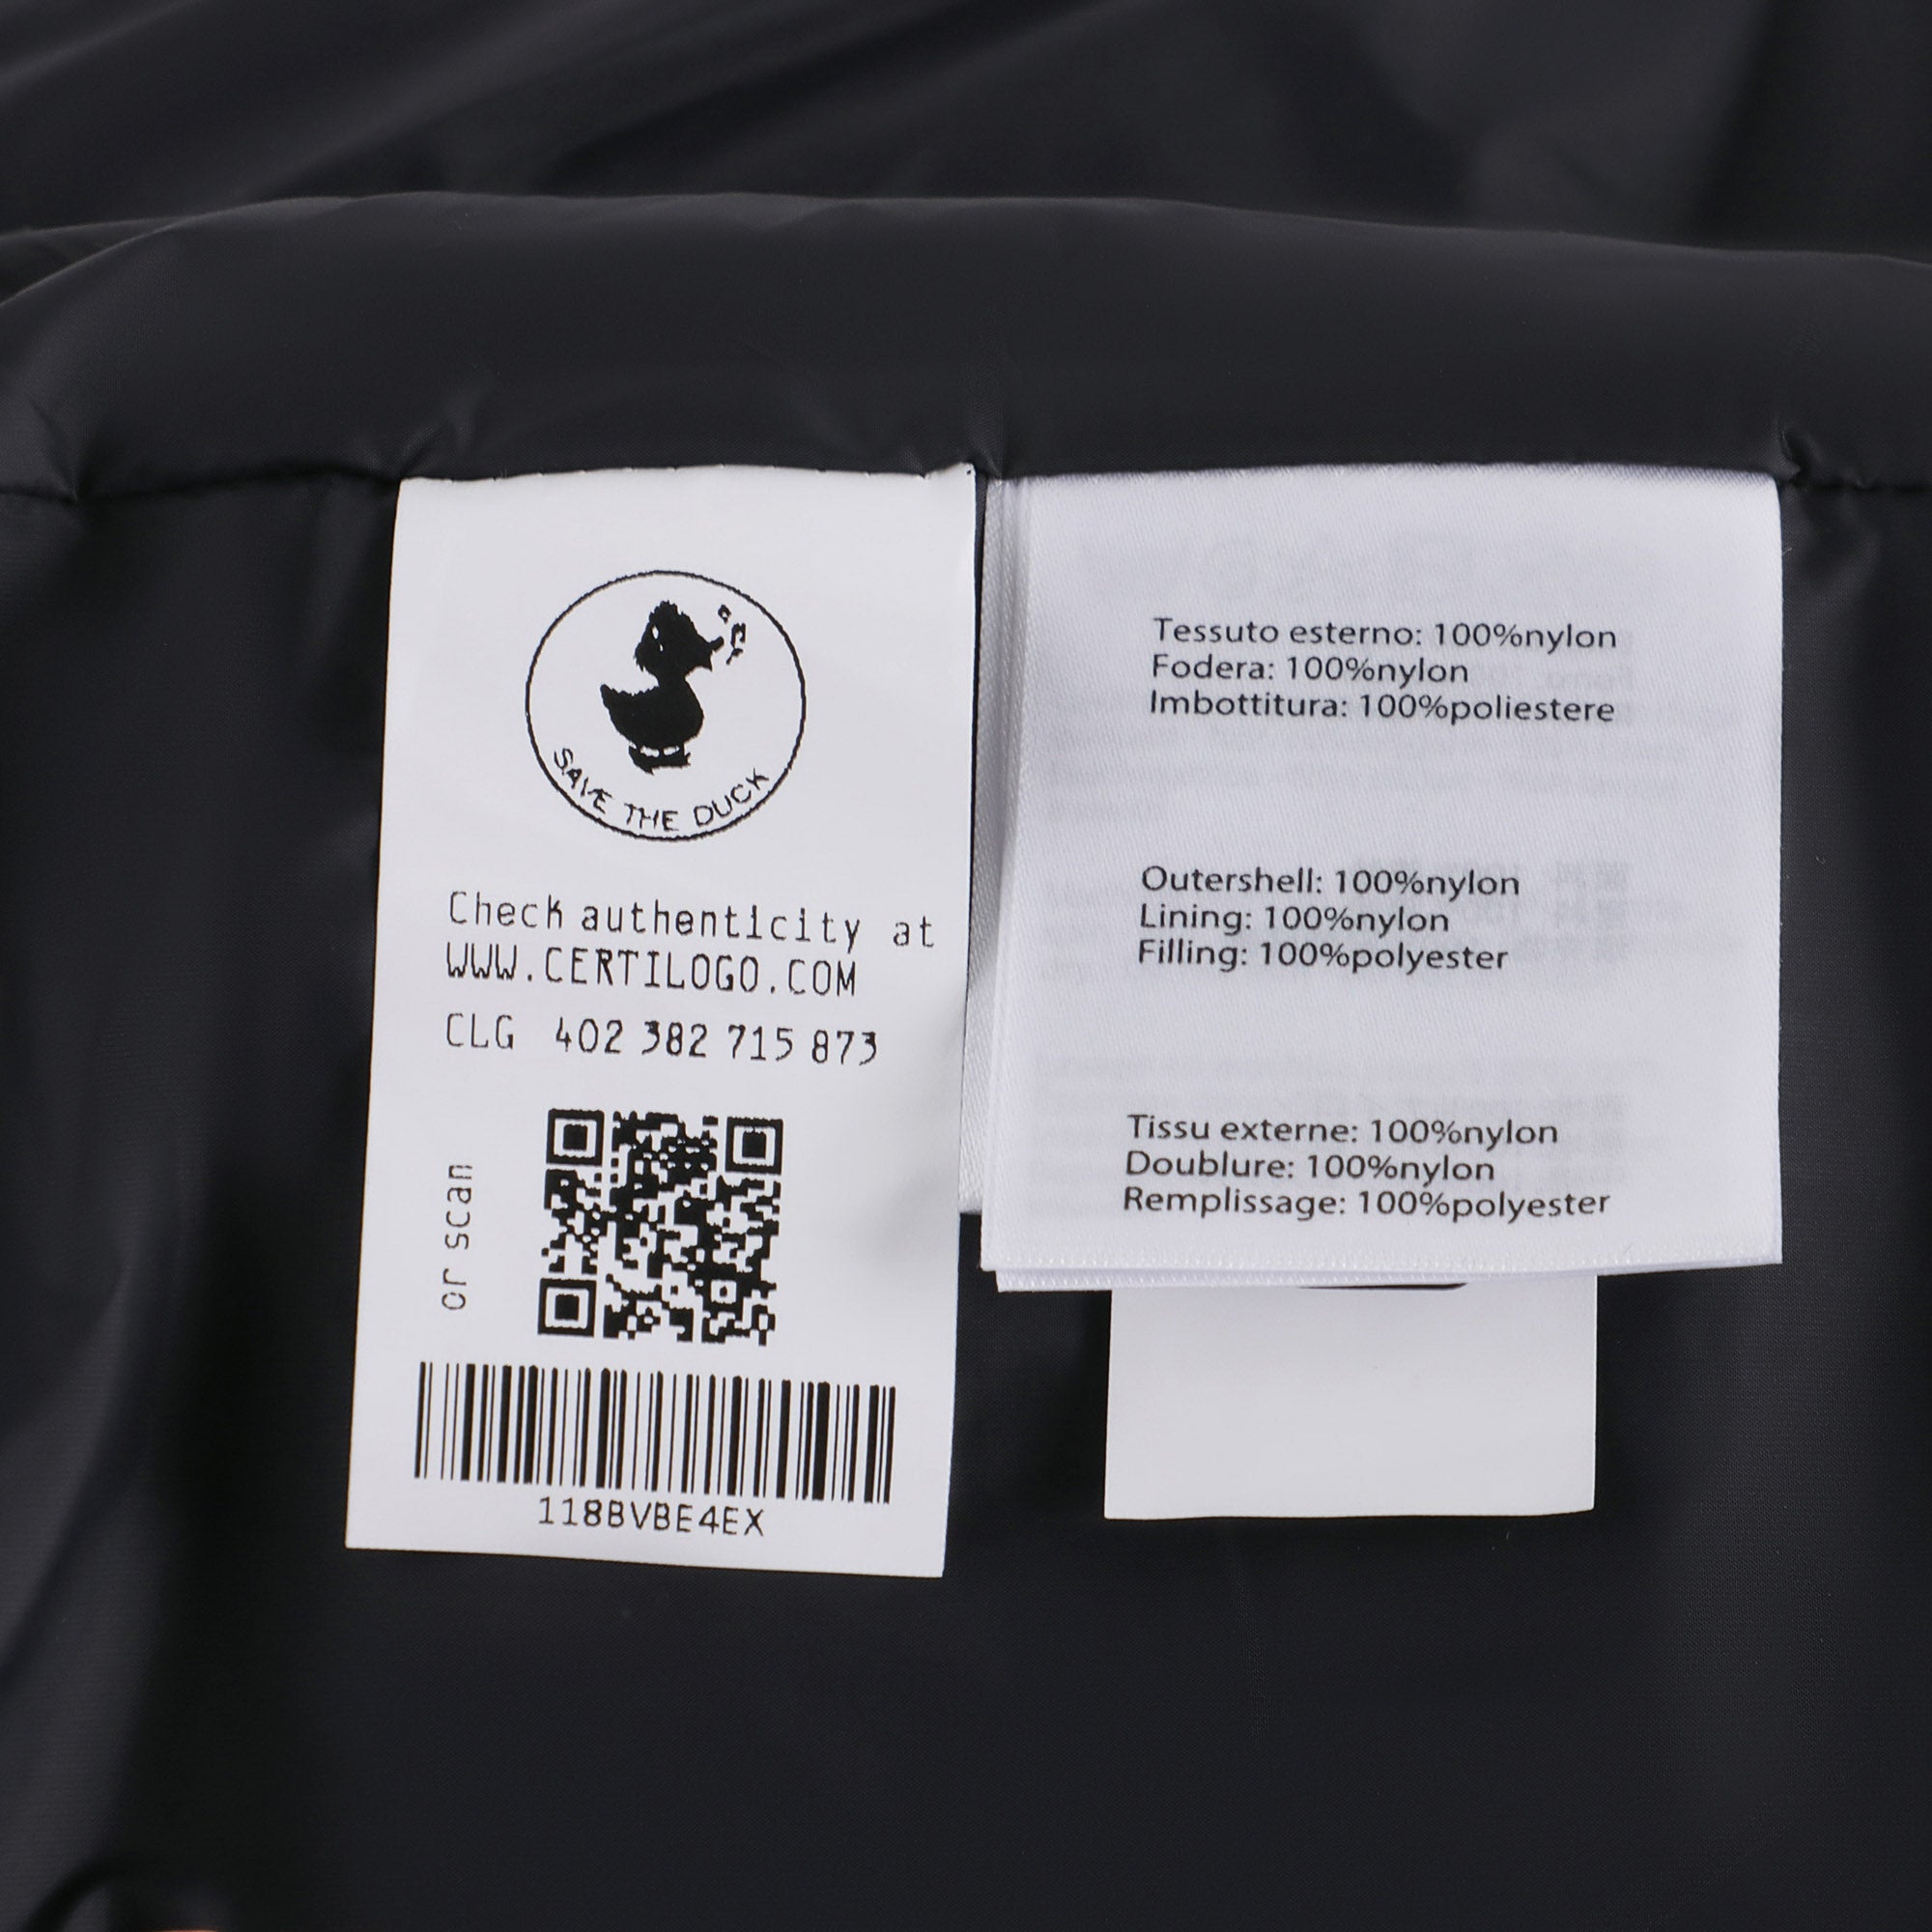 SAVE THE DUCK
Check authenticity at
WWW.CERTILOGO.COM
CLG 402 382 715 873
or scan
118BVBE4EX
Tessuto esterno: 100%nylon
Fodera: 100%nylon
Imbottitura: 100%poliestere
Outershell: 100%nylon
Lining: 100%nylon
Filling: 100%polyester
Tissu externe: 100%nylon
Doublure: 100%nylon
Remplissage: 100%polyester